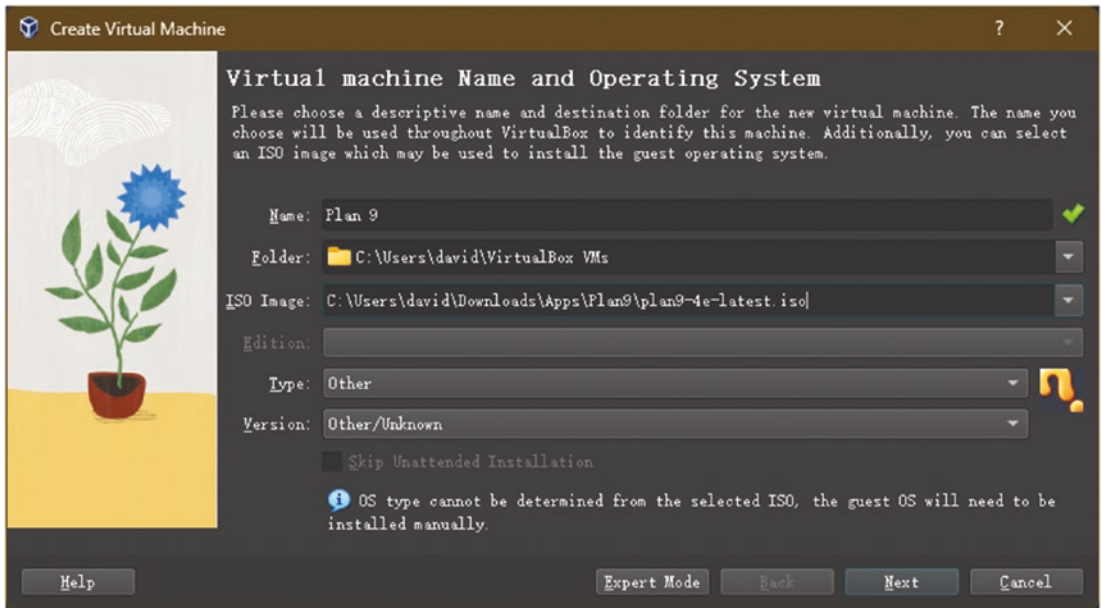 Create Virtual Machine
?
Virtual machine Name and Operating System
Please choose a descriptive name and destination folder for the new virtual machine. The name you
choose will be used throughout VirtualBox to identify this machine. Additionally, you can select
an ISO image which may be used to install the guest operating system.
Name: Plan 9
Folder: C:\Users\david\VirtualBox VMs
ISO Image: C:\Users\david\Downloads\Apps\Plan9\plan9-4e-latest.iso
Edition:
Type: Other
Version: Other/Unknown
Skip Unattended Installation
OS type cannot be determined from the selected ISO, the guest OS will need to be
installed manually.
Help Expert Mode Back Next Cancel